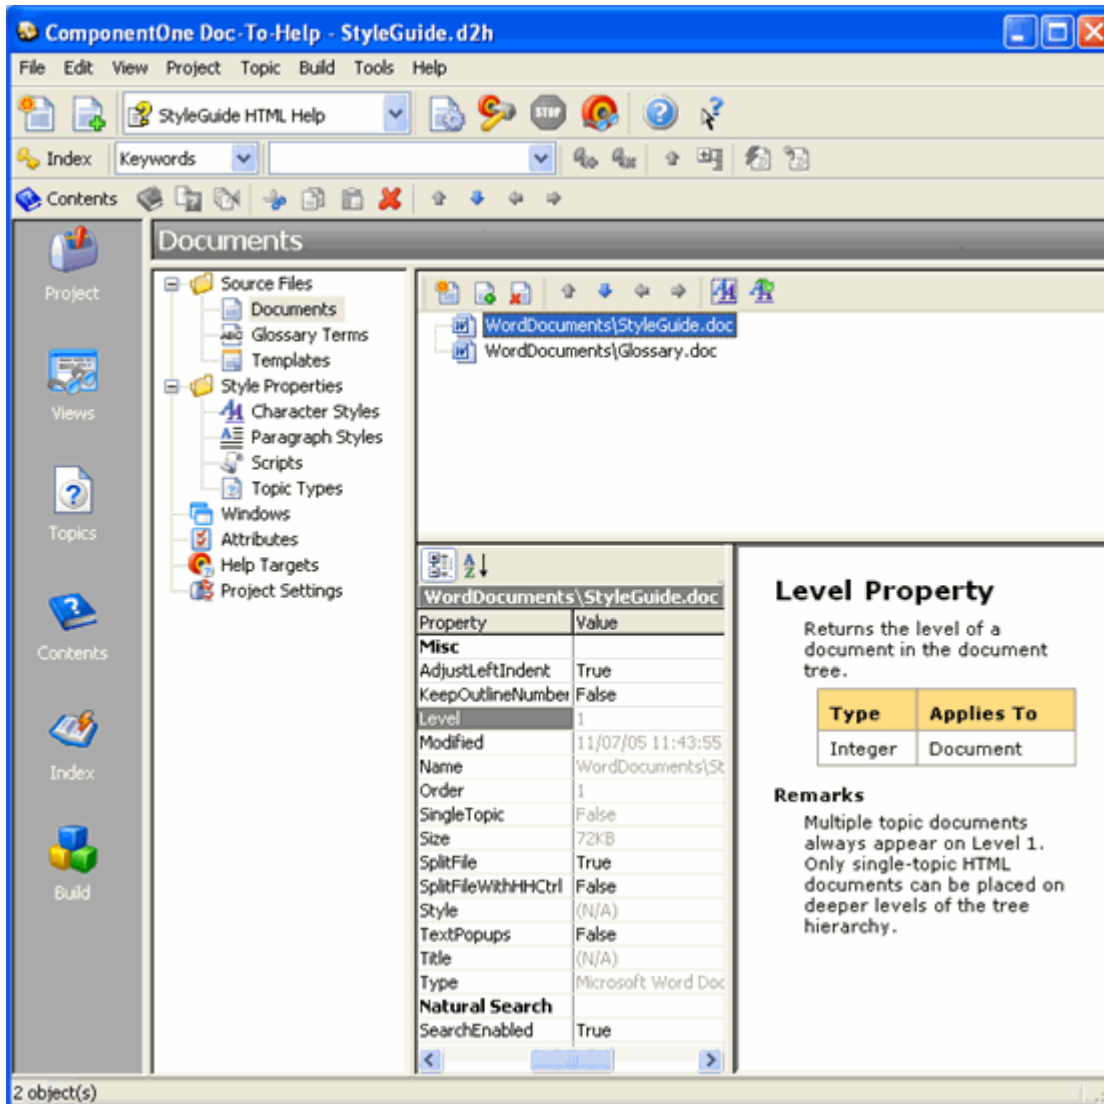 ComponentOne Doc-To-Help - StyleGuide.d2h
File Edit View Project Topic Build Tools Help
StyleGuide HTML Help
STOP
Index Keywords
Contents
Documents
Project
Views
Topics
Contents
Index
Build
Source Files
Documents
Glossary Terms
Templates
Style Properties
Character Styles
Paragraph Styles
Scripts
Topic Types
Windows
Attributes
Help Targets
Project Settings
WordDocuments\StyleGuide.doc
WordDocuments\Glossary.doc
WordDocuments\StyleGuide.doc
Property Value
Misc
AdjustLeftIndent True
KeepOutlineNumber False
Level 1
Modified 11/07/05 11:43:55
Name WordDocuments\St
Order 1
SingleTopic False
Size 72KB
SplitFile True
SplitFileWithHHCtrl False
Style (N/A)
TextPopups False
Title (N/A)
Type Microsoft Word Doc
Natural Search
SearchEnabled True
Level Property
Returns the level of a
document in the document
tree.
Type Applies To
Integer Document
Remarks
Multiple topic documents
always appear on Level 1.
Only single-topic HTML
documents can be placed on
deeper levels of the tree
hierarchy.
2 object(s)